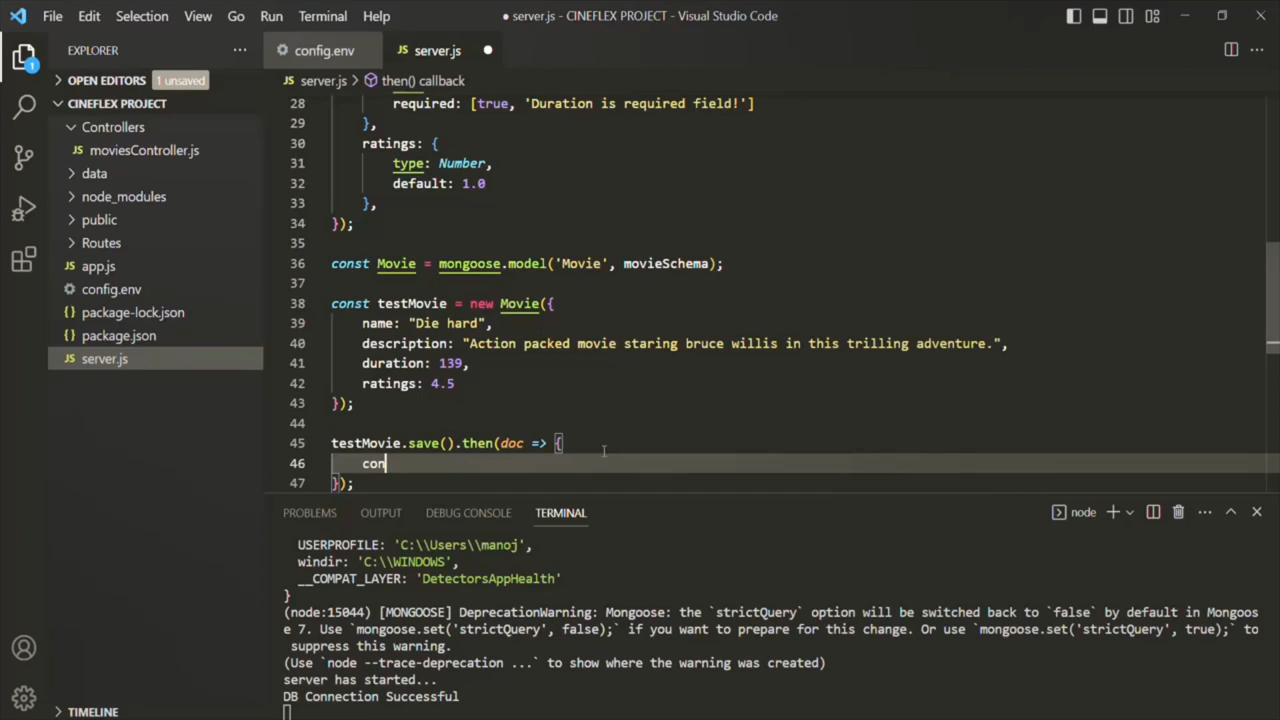 File Edit Selection View Go Run Terminal Help
● server.js - CINEFLEX PROJECT - Visual Studio Code
EXPLORER
1
OPEN EDITORS 1 unsaved
CINEFLEX PROJECT
Controllers
JS moviesController.js
data
node_modules
public
Routes
JS app.js
config.env
{} package-lock.json
{} package.json
JS server.js
TIMELINE
config.env
JS server.js
JS server.js > then() callback
28 required: [true, 'Duration is required field!']
29 },
30 ratings: {
31 type: Number,
32 default: 1.0
33 },
34 });
35
36 const Movie = mongoose.model('Movie', movieSchema);
37
38 const testMovie = new Movie({
39 name: "Die hard",
40 description: "Action packed movie staring bruce willis in this trilling adventure.",
41 duration: 139,
42 ratings: 4.5
43 });
44
45 testMovie.save().then(doc => {
46 con
47 });
PROBLEMS OUTPUT DEBUG CONSOLE TERMINAL
node
USERPROFILE: 'C:\\Users\\manoj',
windir: 'C:\\WINDOWS',
__COMPAT_LAYER: 'DetectorsAppHealth'
}
(node:15044) [MONGOOSE] DeprecationWarning: Mongoose: the `strictQuery` option will be switched back to `false` by default in Mongoos
e 7. Use `mongoose.set('strictQuery', false);` if you want to prepare for this change. Or use `mongoose.set('strictQuery', true);` to
suppress this warning.
(Use `node --trace-deprecation ...` to show where the warning was created)
server has started...
DB Connection Successful